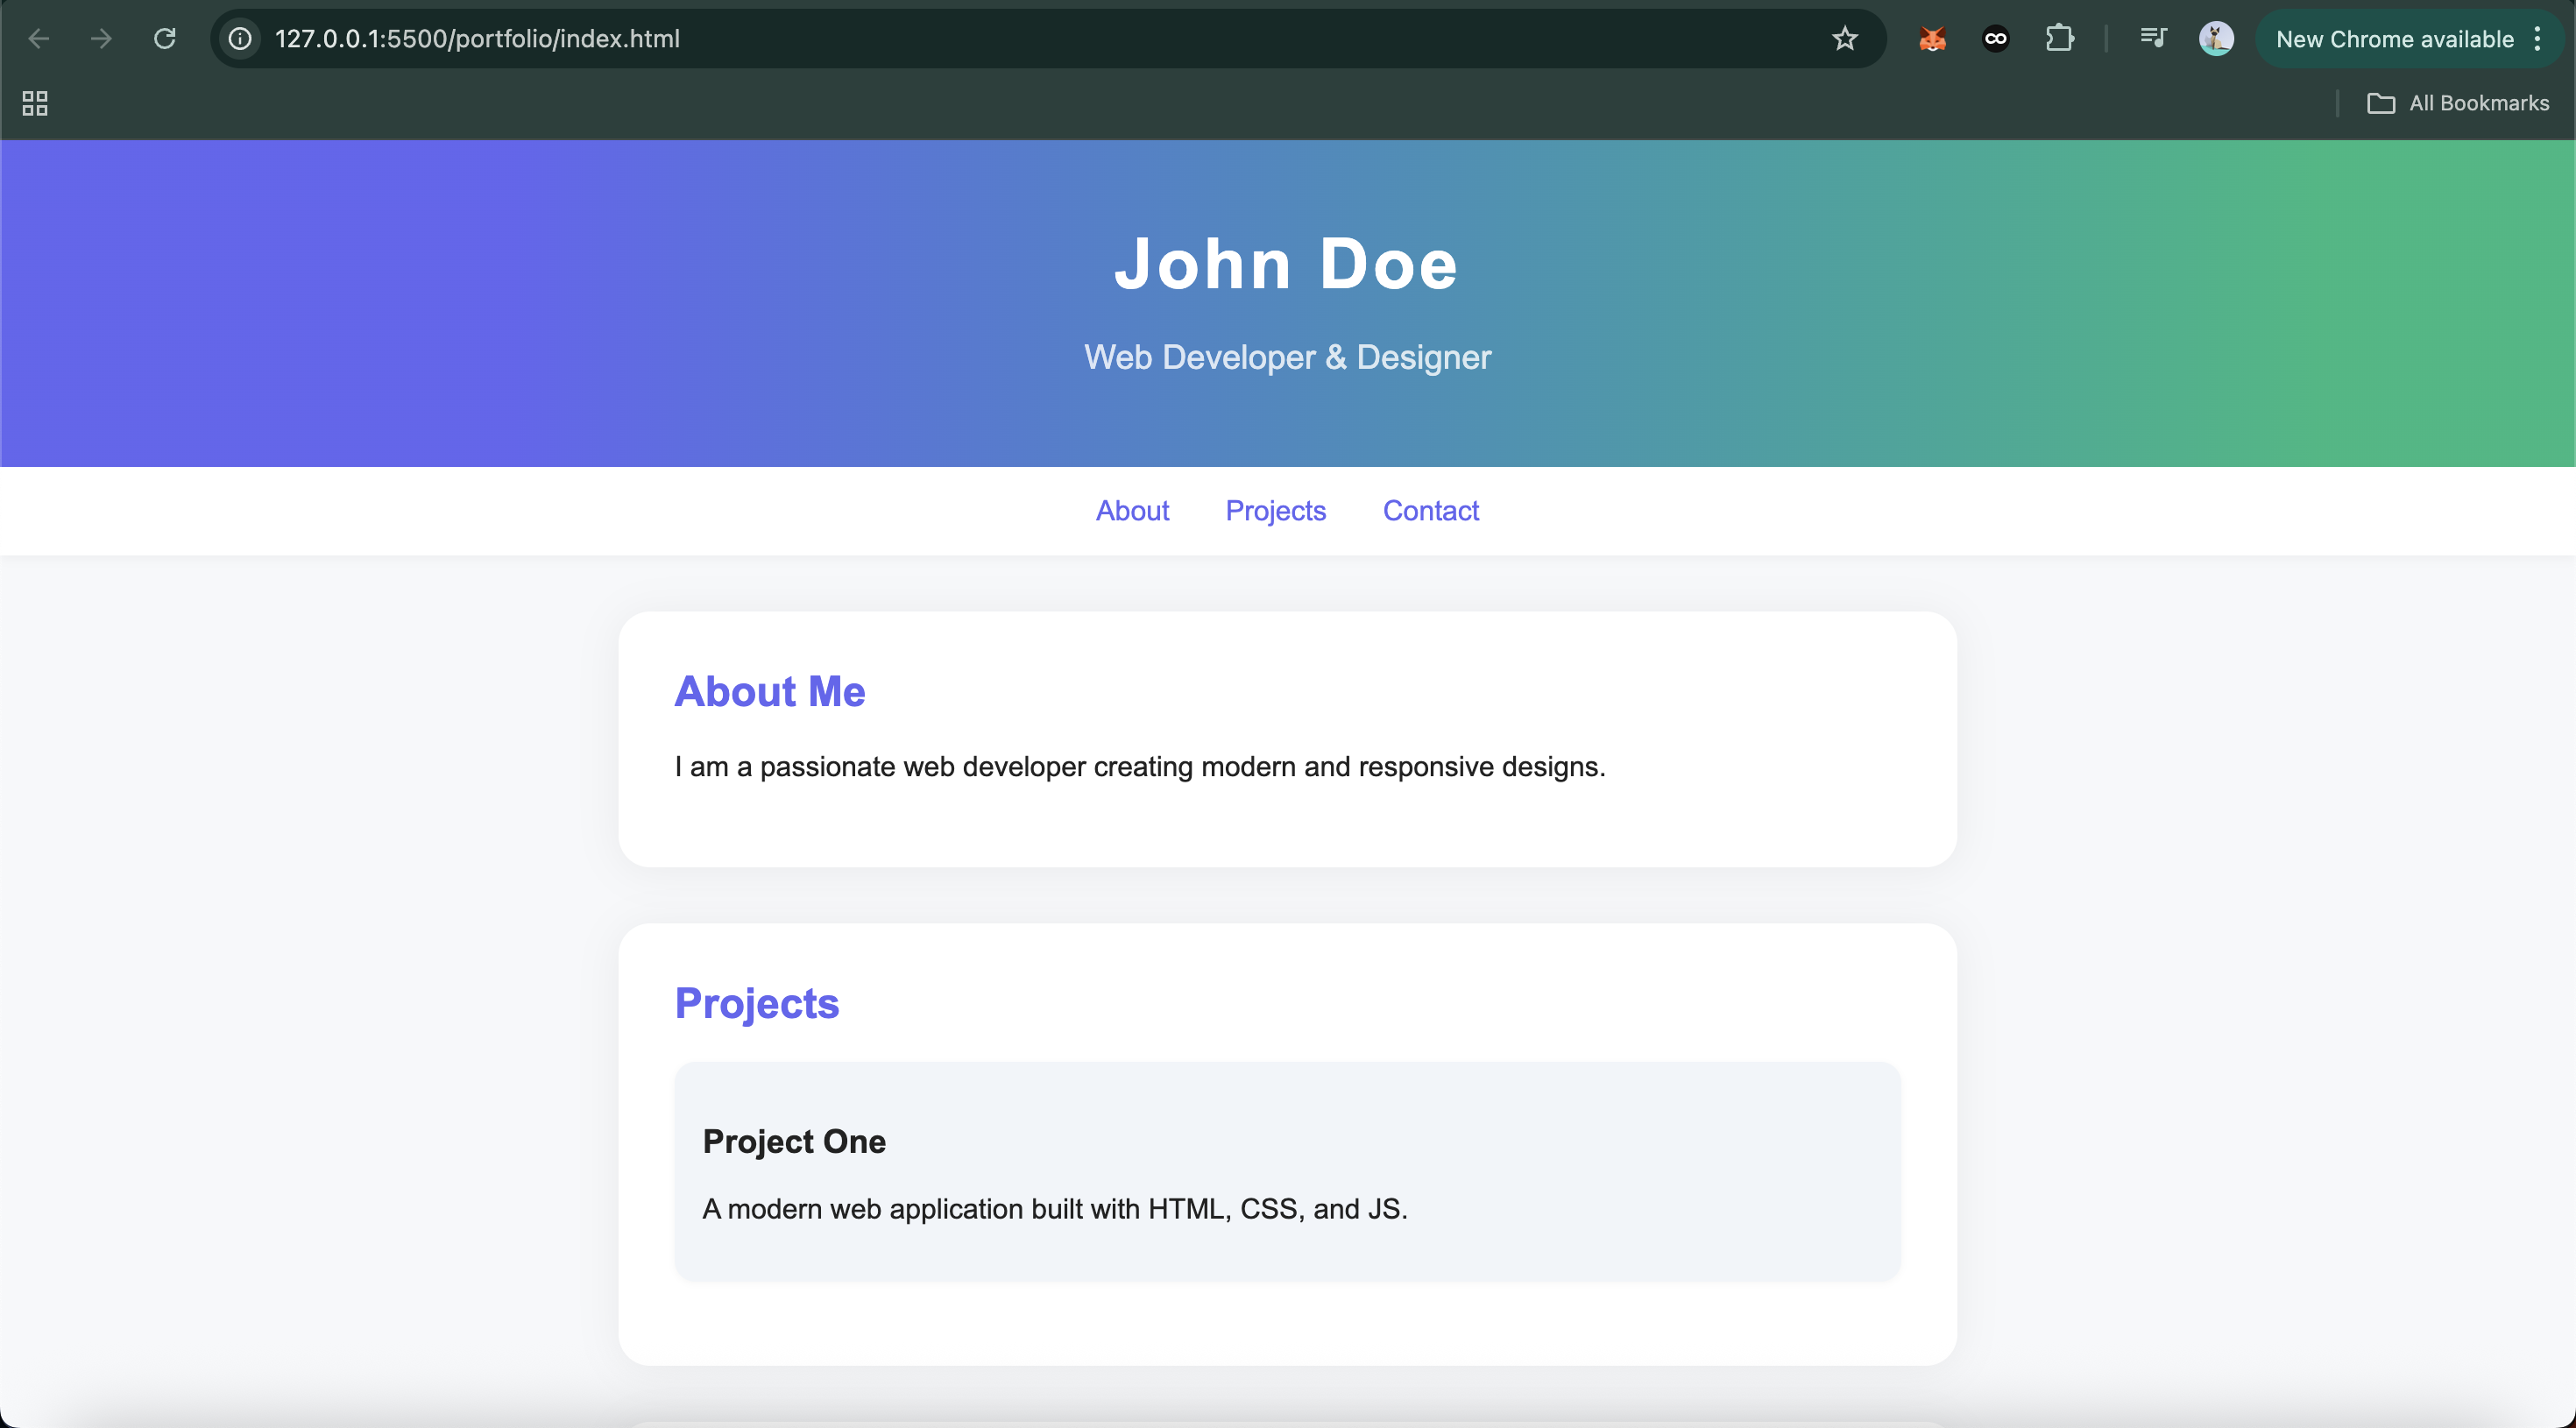 127.0.0.1:5500/portfolio/index.html
New Chrome available
All Bookmarks
John Doe
Web Developer & Designer
About Projects Contact
About Me
I am a passionate web developer creating modern and responsive designs.
Projects
Project One
A modern web application built with HTML, CSS, and JS.